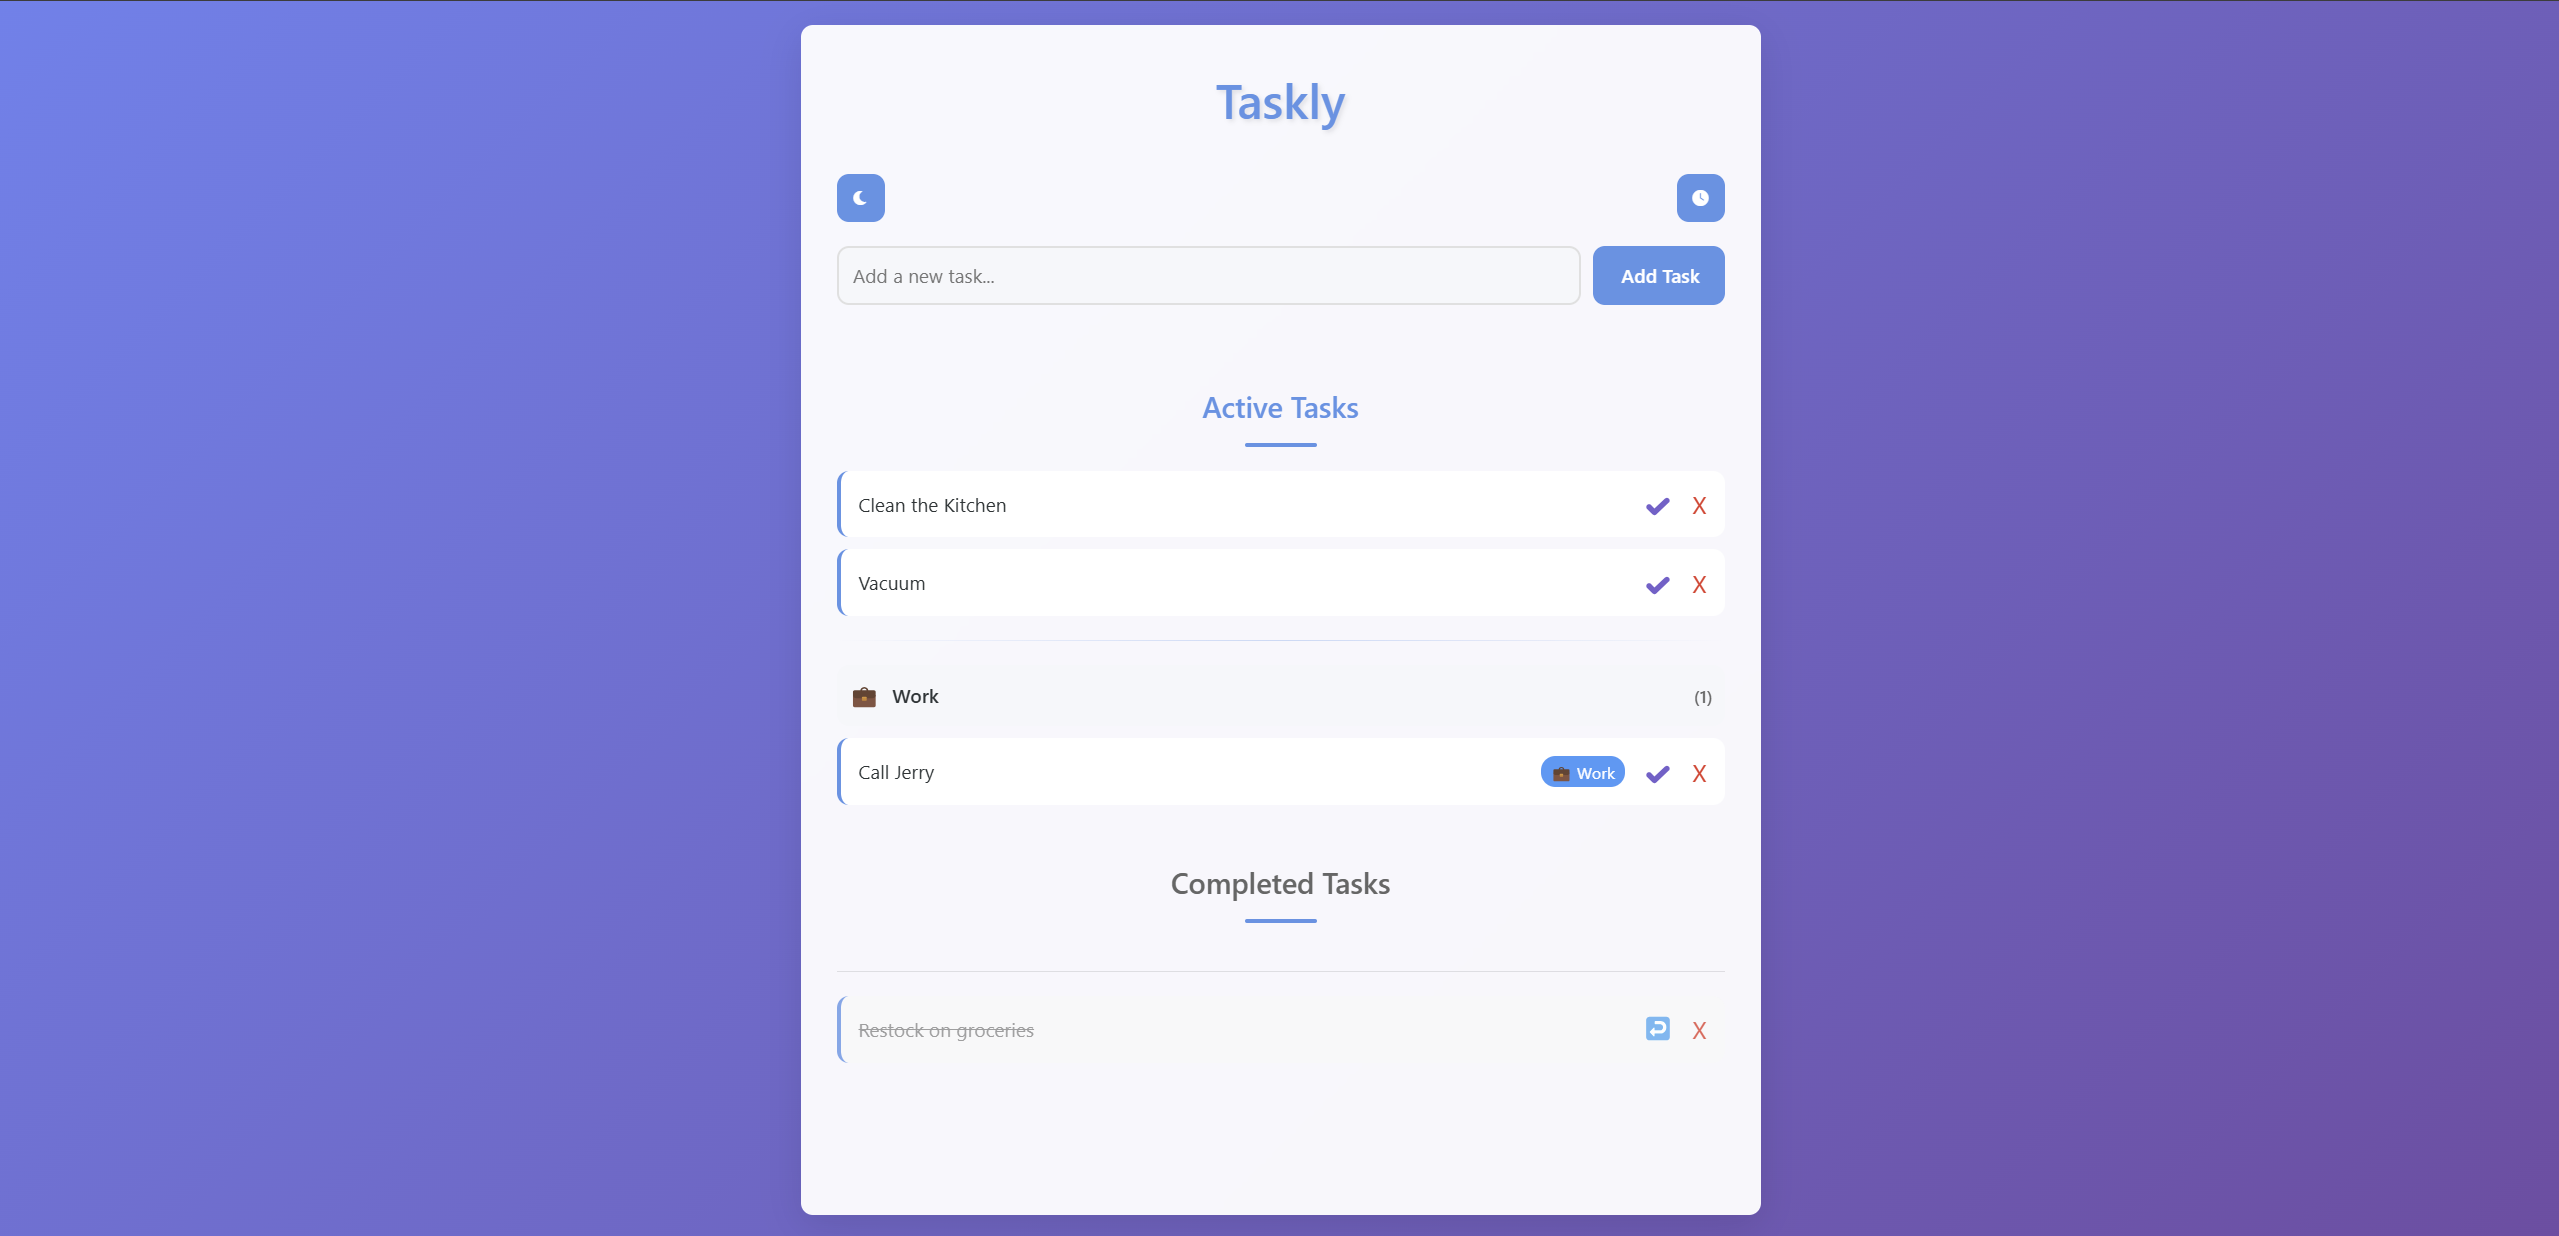 Taskly
Add a new task...
Add Task
Active Tasks
Clean the Kitchen X
Vacuum X
Work (1)
Call Jerry Work X
Completed Tasks
Restock on groceries X